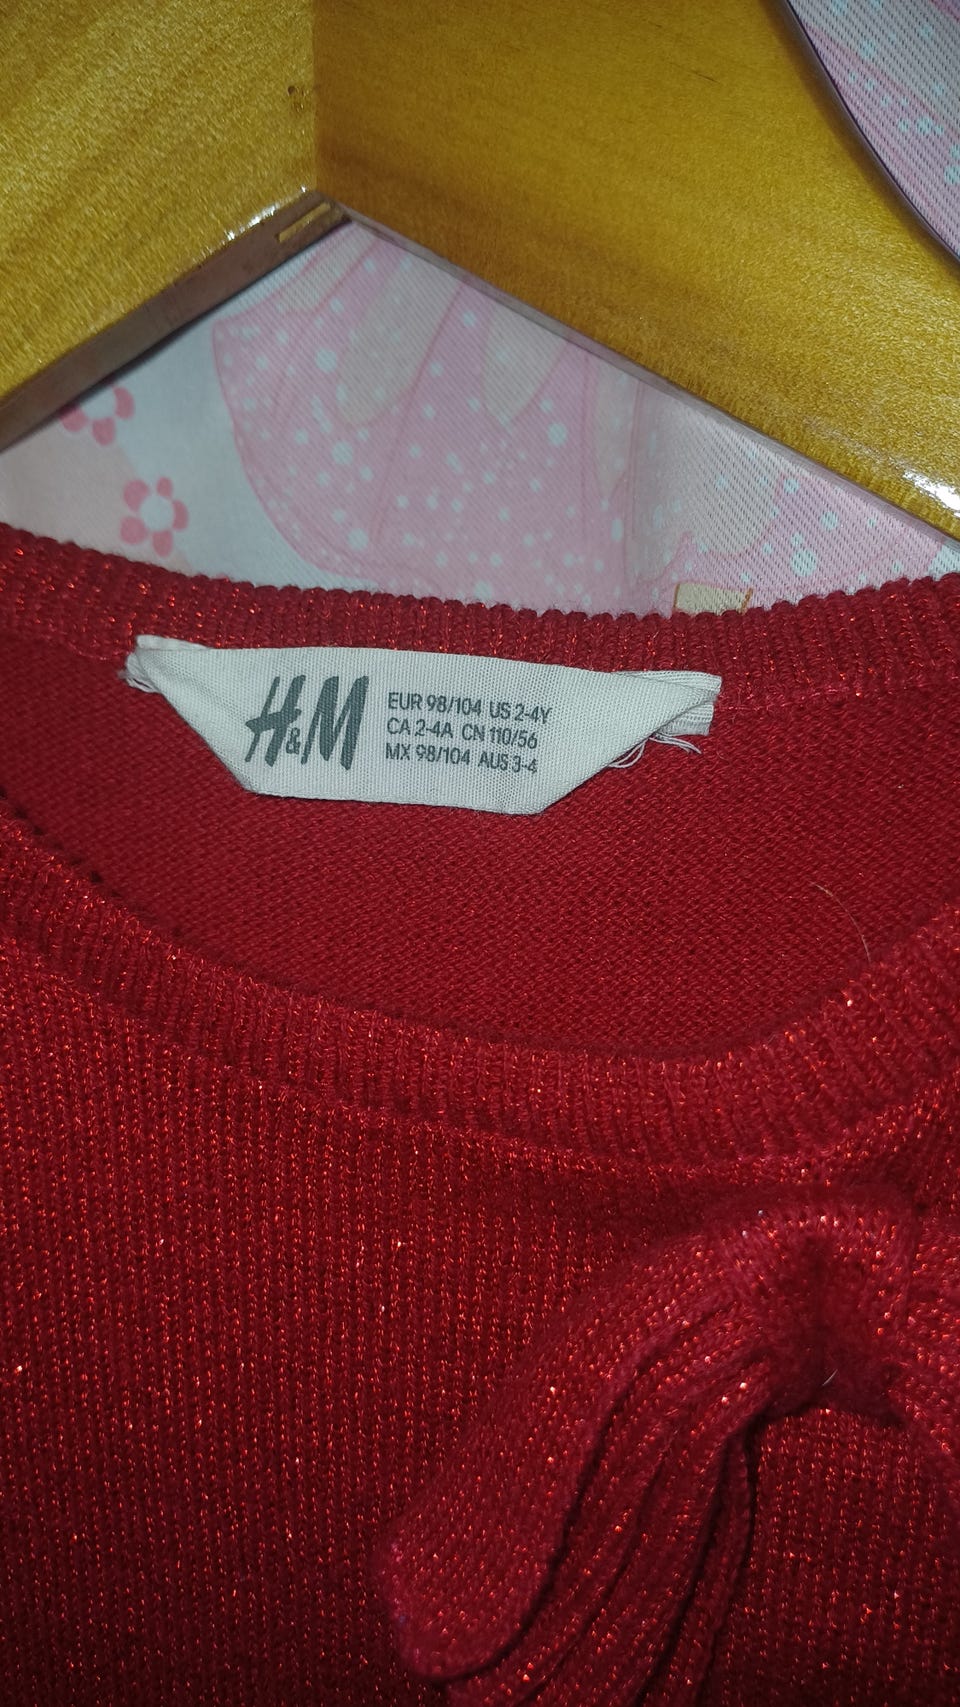 H&M
EUR 98/104 US 2-4Y
CA 2-4A CN 110/56
MX 98/104 AUS 3-4